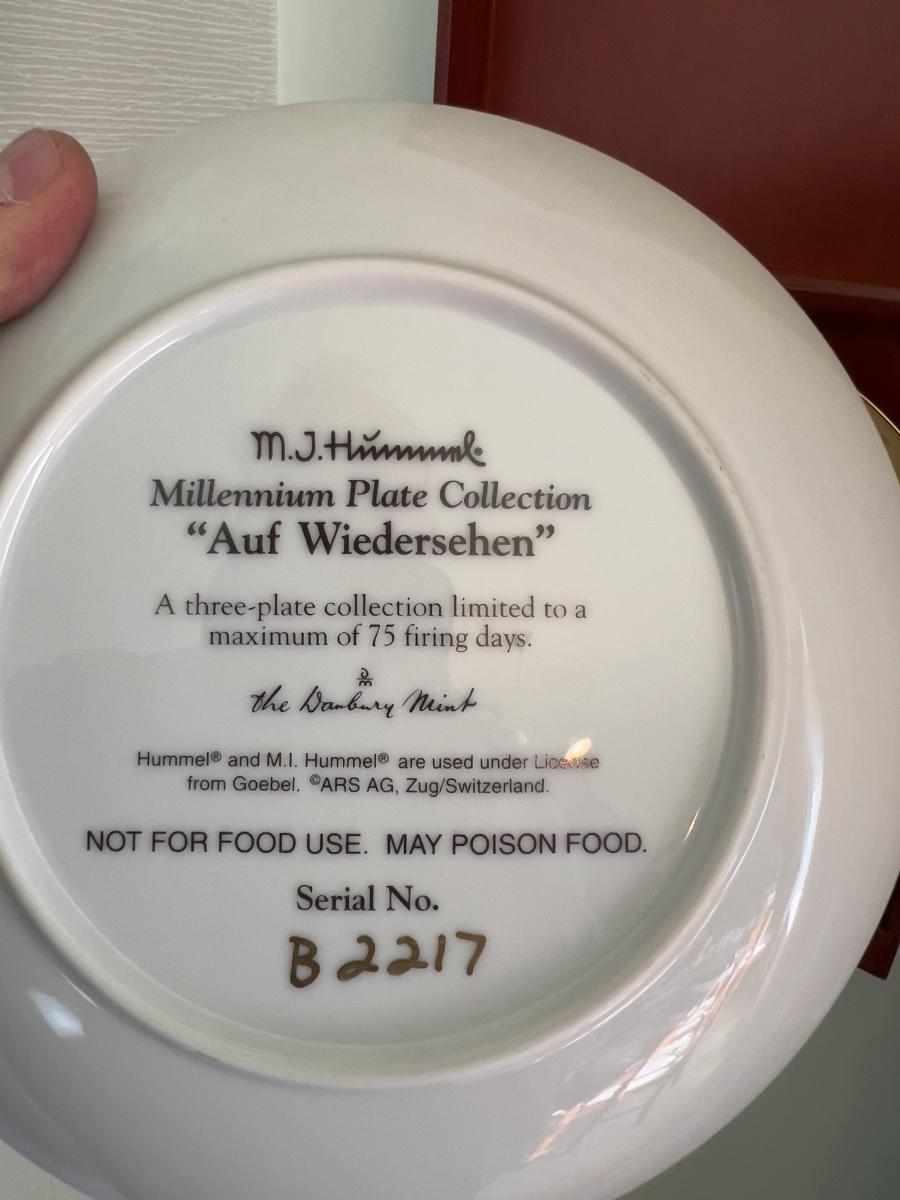 M.J.Hummel
Millennium Plate Collection
“Auf Wiedersehen”
A three-plate collection limited to a
maximum of 75 firing days.
the Danbury Mint
Hummel® and M.I. Hummel® are used under License
from Goebel. ©ARS AG, Zug/Switzerland.
NOT FOR FOOD USE. MAY POISON FOOD.
Serial No.
B2217